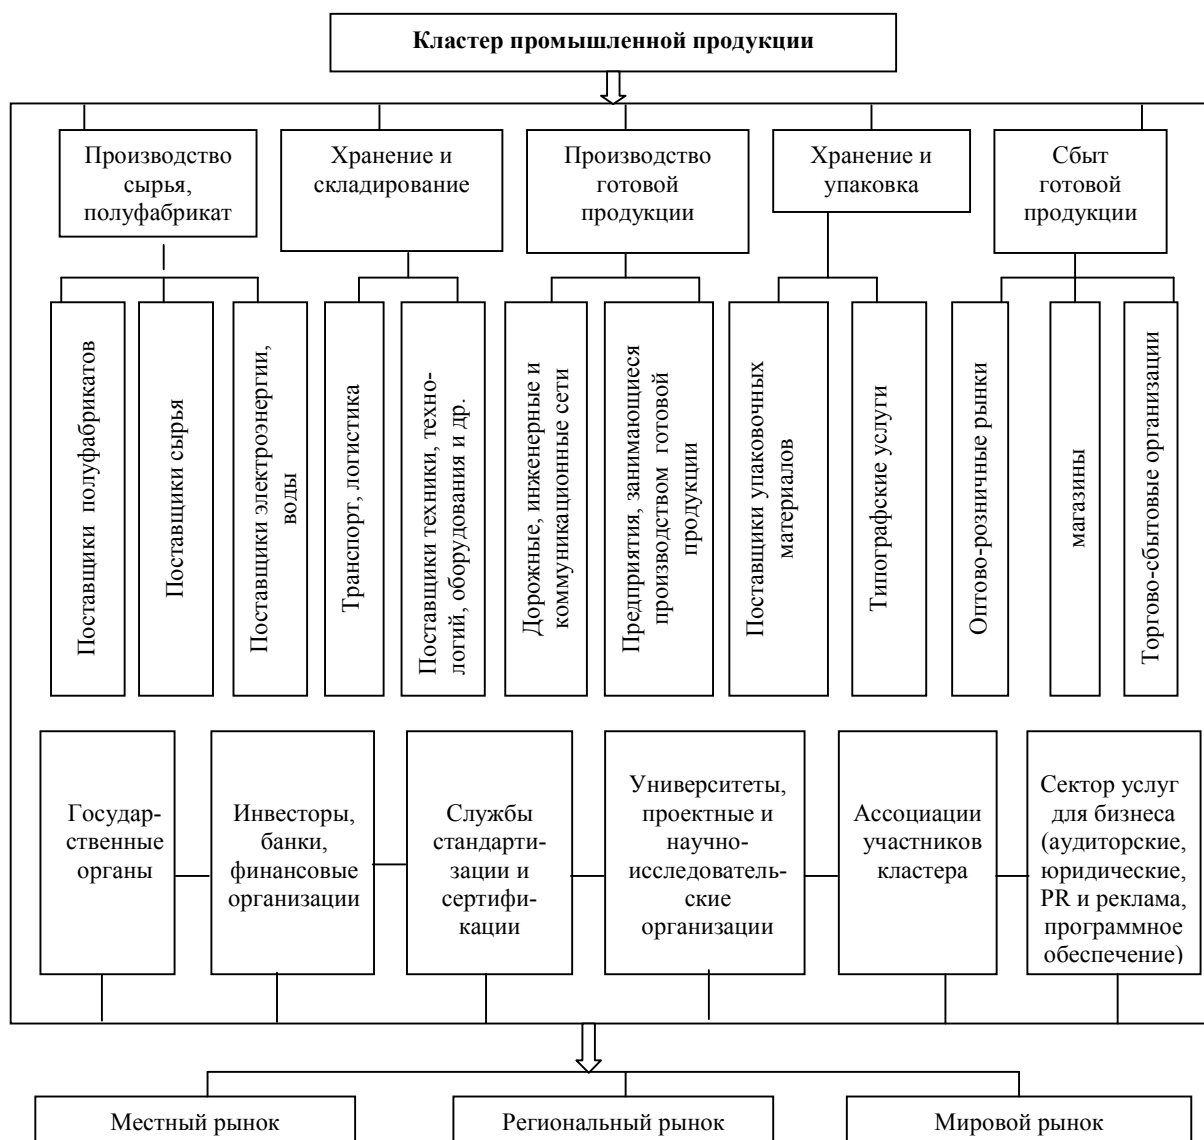 Кластер промышленной продукции
Производство
сырья,
полуфабрикат
Хранение и
складирование
Производство
готовой
продукции
Хранение и
упаковка
Сбыт
готовой
продукции
Поставщики полуфабрикатов
Поставщики сырья
Поставщики электроэнергии,
воды
Транспорт, логистика
Поставщики техники, техно-
логий, оборудования и др.
Дорожные, инженерные и
коммуникационные сети
Предприятия, занимающиеся
производством готовой
продукции
Поставщики упаковочных
материалов
Типографские услуги
Оптово-розничные рынки
магазины
Торгово-сбытовые организации
Государ-
ственные
органы
Инвесторы,
банки,
финансовые
организации
Службы
стандарти-
зации и
сертифи-
кации
Университеты,
проектные и
научно-
исследователь-
ские
организации
Ассоциации
участников
кластера
Сектор услуг
для бизнеса
(аудиторские,
юридические,
PR и реклама,
программное
обеспечение)
Местный рынок
Региональный рынок
Мировой рынок